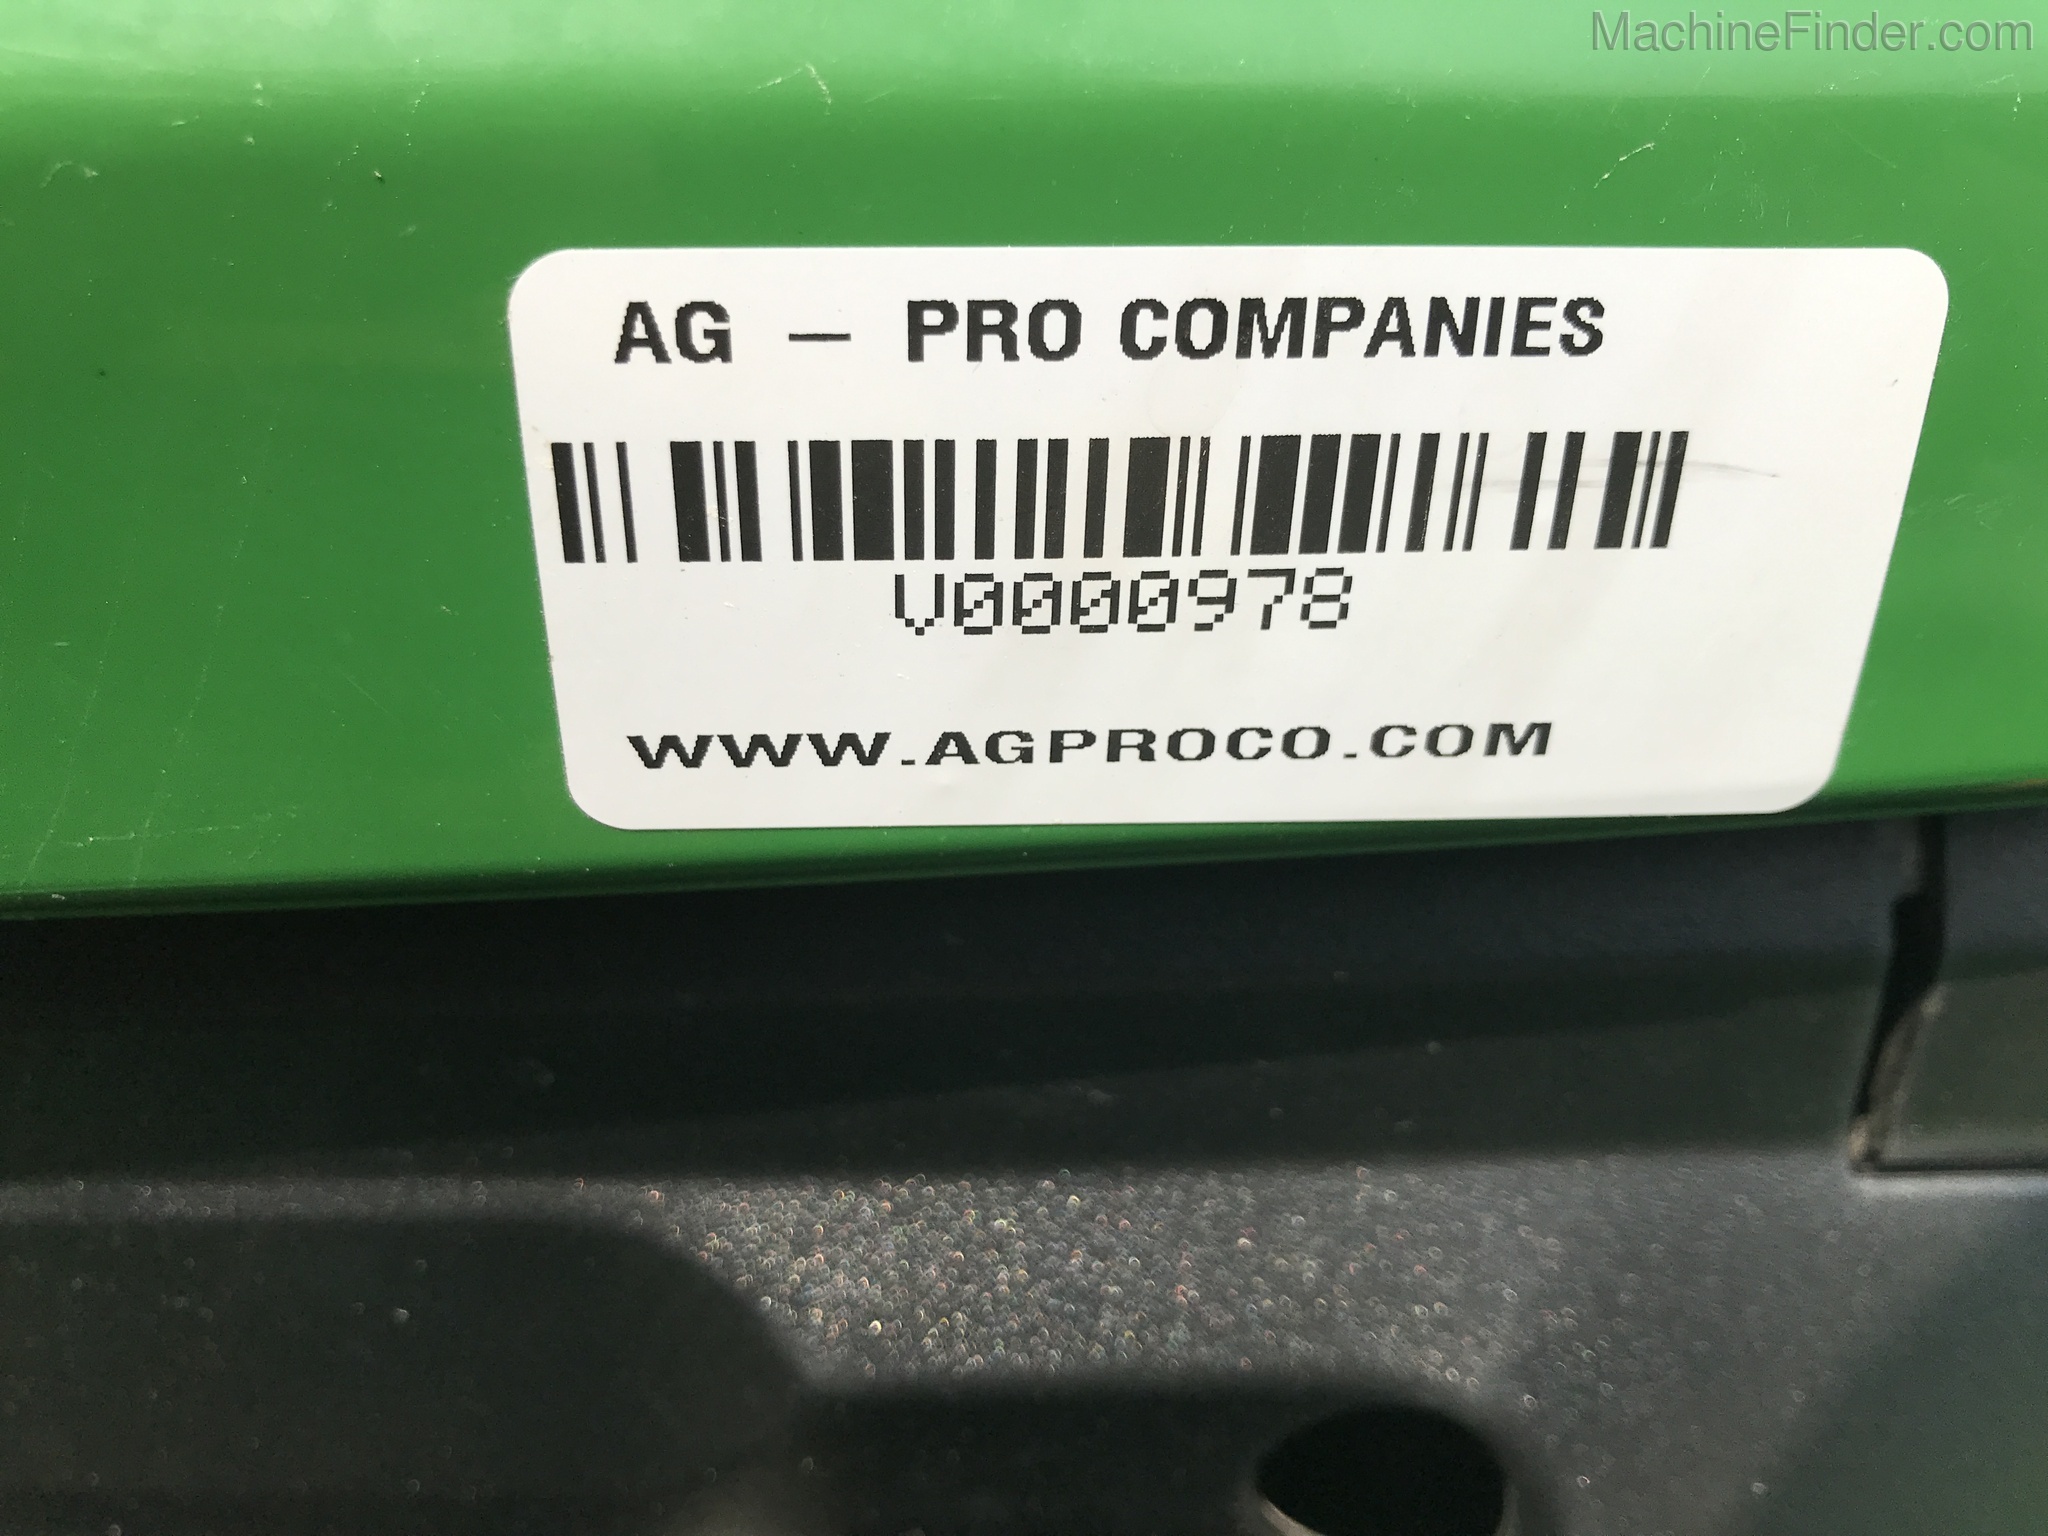 MachineFinder.com
AG - PRO COMPANIES
V0000978
WWW.AGPROCO.COM